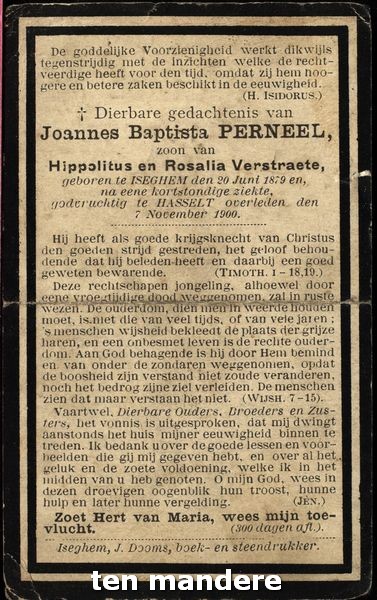 De goddelijke Voorzienigheid werkt dikwijls
tegenstrijdig met de inzichten welke de recht-
veerdige heeft voor den tijd, omdat zij hem hoo-
gere en betere zaken beschikt in de eeuwigheid.
(H. ISIDORUS.)
† Dierbare gedachtenis van
Joannes Baptista PERNEEL,
zoon van
Hippolitus en Rosalia Verstraete,
geboren te ISEGHEM den 20 Juni 1879 en,
na eene kortstondige ziekte,
godvruchtig te HASSELT overleden den
7 November 1900.
Hij heeft als goede krijgsknecht van Christus
den goeden strijd gestreden, het geloof behou-
dende dat hij beleden heeft en daarbij een goed
geweten bewarende. (TIMOTH. I - 18,19.)
Deze rechtschapen jongeling, alhoewel door
eene vroegtijdige dood weggenomen, zal in ruste
wezen. De ouderdom, dien men in weerde houden
moet, is niet die van veel tijds, of van vele jaren:
's menschen wijsheid bekleedt de plaats der grijze
haren, en een onbesmet leven is de rechte ouder-
dom. Aan God behagende is hij door Hem bemind
en van onder de zondaren weggenomen, opdat
de boosheid zijn verstand niet zoude veranderen,
noch het bedrog zijne ziel verleiden. De menschen
zien dat maar verstaan het niet. (WIJSH. 7-15).
Vaartwel, Dierbare Ouders, Broeders en Zus-
ters, het vonnis is uitgesproken, dat mij dwingt
aanstonds het huis mijner eeuwigheid binnen te
treden. Ik bedank u over de goede lessen en voor-
beelden, die gij mij gegeven hebt, en over al het
geluk en de zoete voldoening, welke ik in het
midden van u heb genoten. O mijn God, wees in
dezen droevigen oogenblik hun troost, hunne
hulp en later hunne vergelding. (JÉN.)
Zoet Hert van Maria, wees mijn toe-
vlucht. (300 dagen afl.)
Iseghem, J. Dooms, boek- en steendrukker.
ten mandere